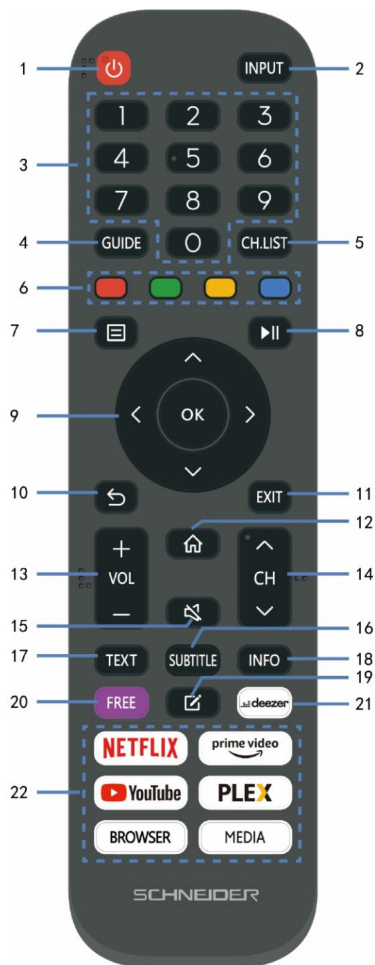 1
2
INPUT
1 2 3
3
4 5 6
7 8 9
4
GUIDE 0 CH.LIST
5
6
7
8
9
OK
10
EXIT
11
12
13
+
VOL
−
CH
14
15
16
17
TEXT SUBTITLE INFO
18
19
20
FREE deezer
21
NETFLIX prime video
22
YouTube PLEX
BROWSER MEDIA
SCHNEIDER